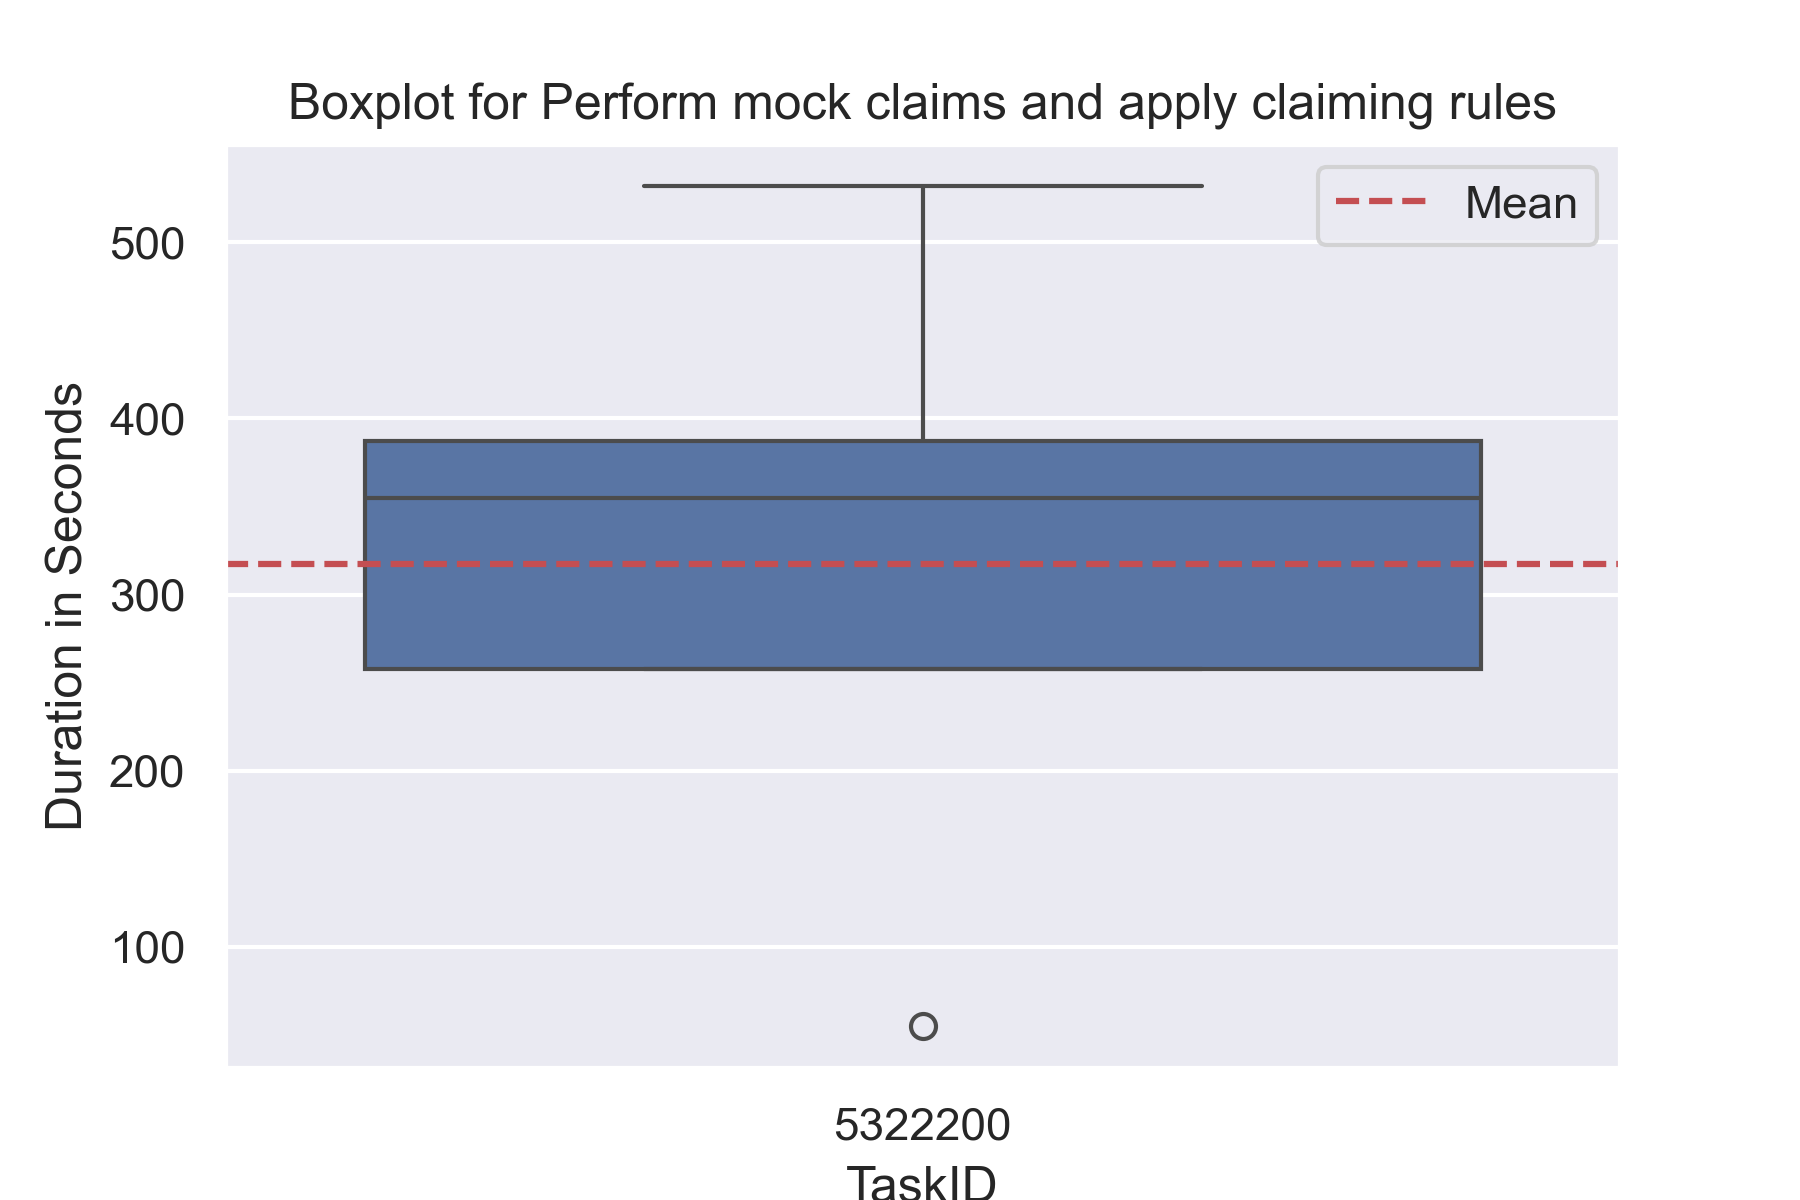 Boxplot for Perform mock claims and apply claiming rules
Mean
500
400
300
200
100
Duration in Seconds
5322200
TaskID